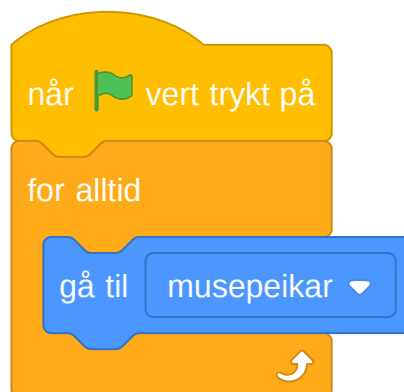 når vert trykt på
for alltid
gå til musepeikar